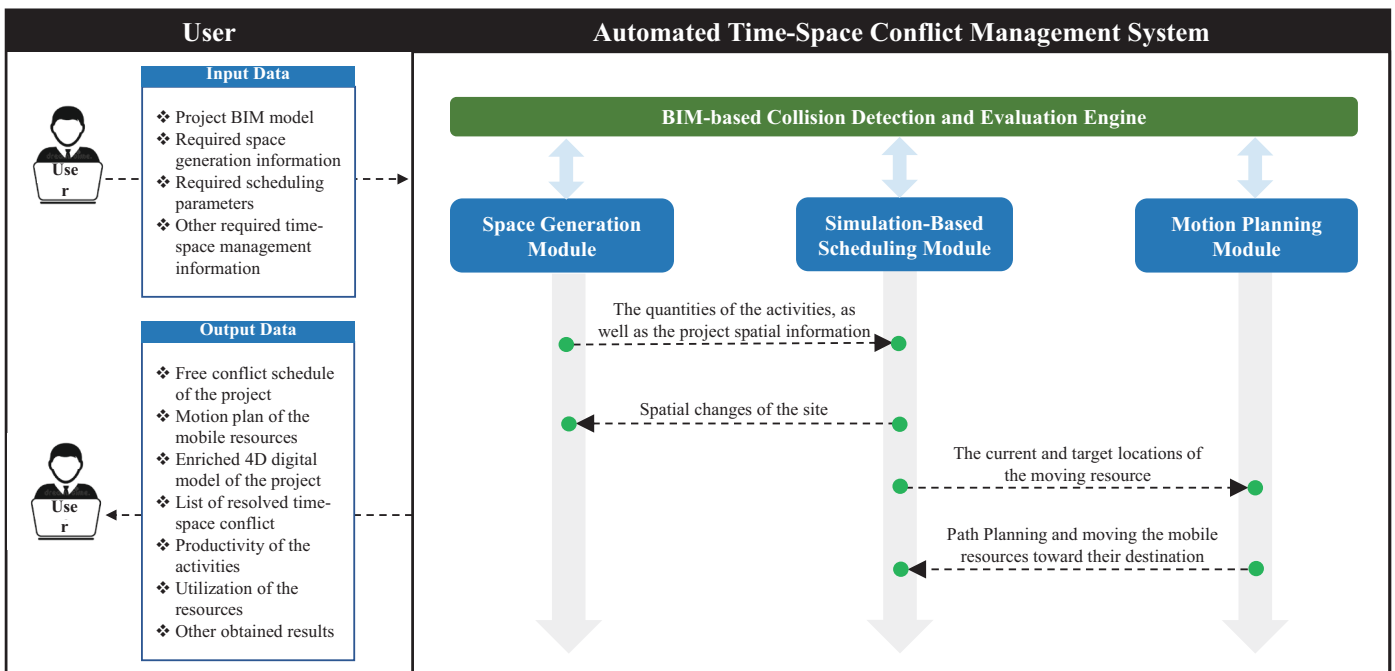 User
Automated Time-Space Conflict Management System
Input Data
❖ Project BIM model
❖ Required space
generation information
❖ Required scheduling
parameters
❖ Other required time-
space management
information
Use
r
Output Data
❖ Free conflict schedule
of the project
❖ Motion plan of the
mobile resources
❖ Enriched 4D digital
model of the project
❖ List of resolved time-
space conflict
❖ Productivity of the
activities
❖ Utilization of the
resources
❖ Other obtained results
Use
r
BIM-based Collision Detection and Evaluation Engine
Space Generation
Module
Simulation-Based
Scheduling Module
Motion Planning
Module
The quantities of the activities, as
well as the project spatial information
Spatial changes of the site
The current and target locations of
the moving resource
Path Planning and moving the mobile
resources toward their destination